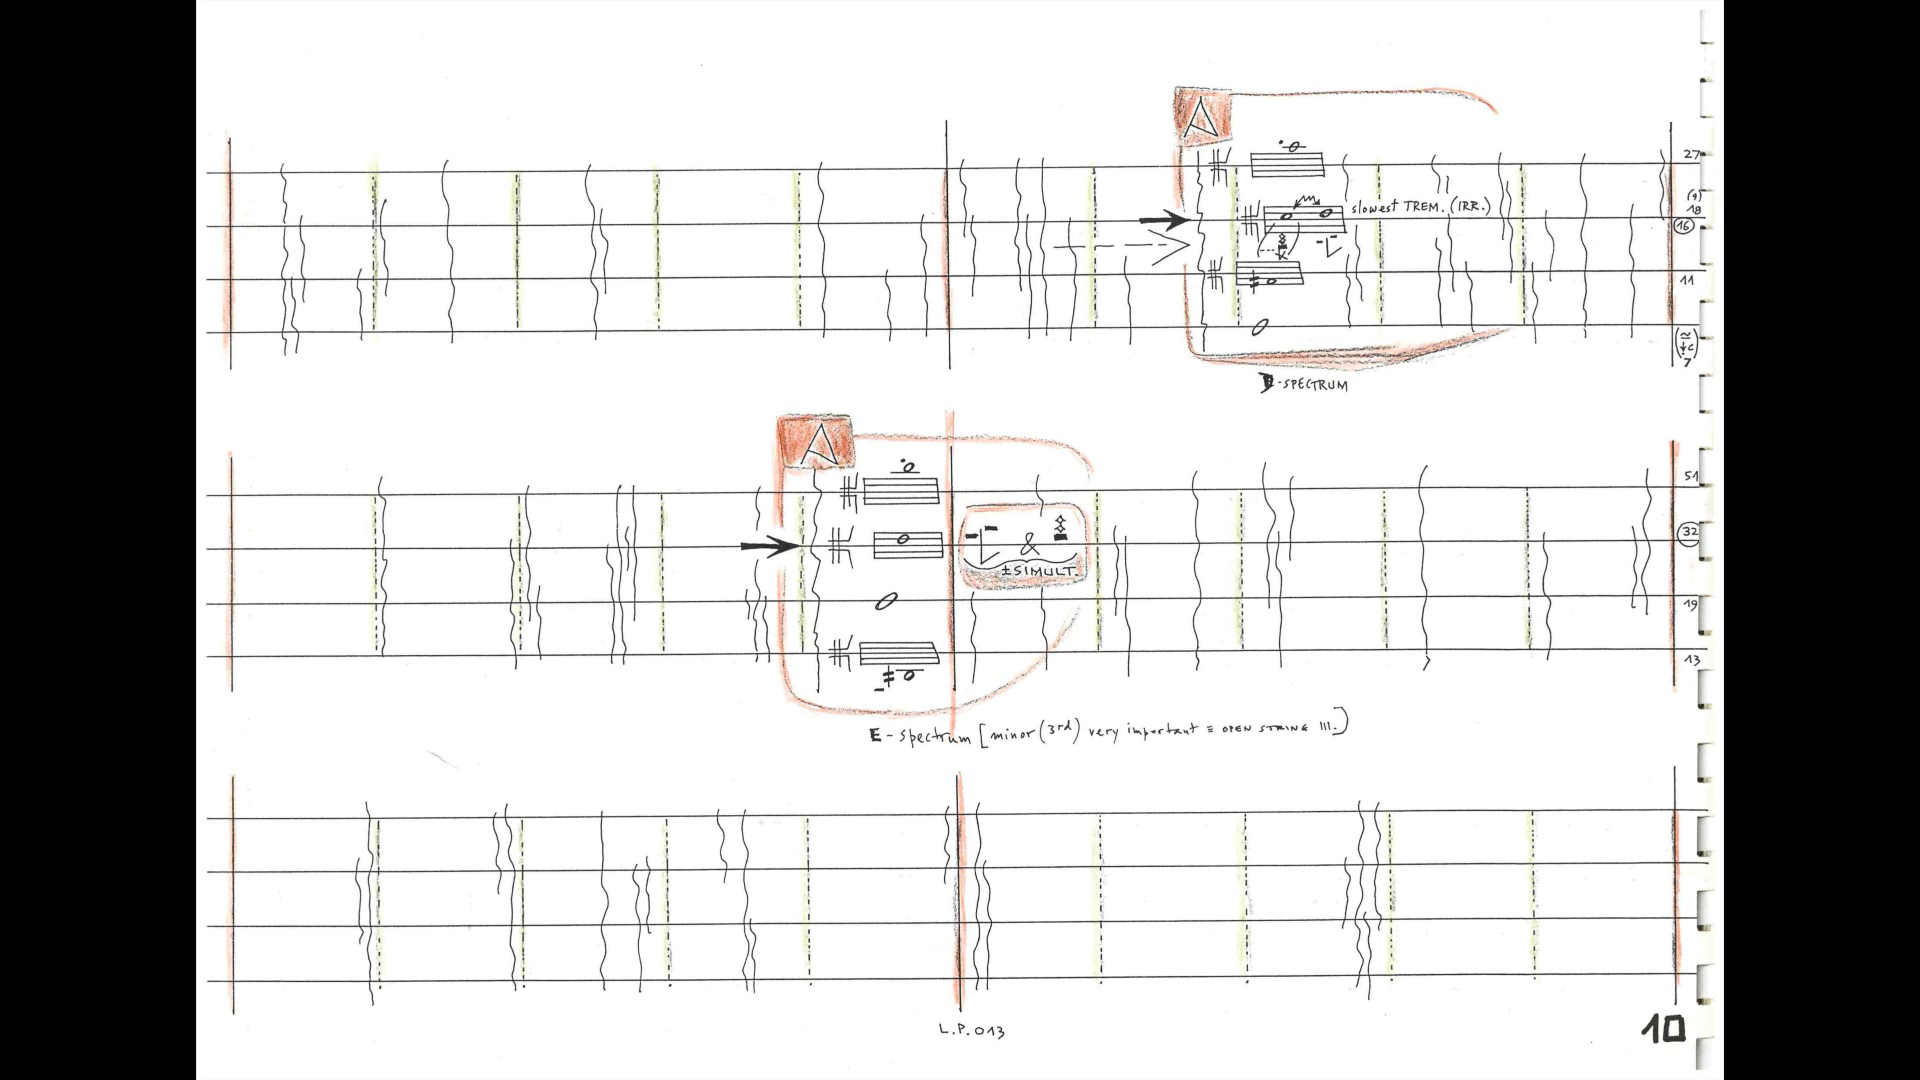 A
27
(9)
18
slowest TREM. (IRR.)
16
11
7
D-SPECTRUM
A
51
32
&
±SIMULT.
19
13
E-spectrum [minor (3rd) very important ≡ OPEN STRING III.]
L.P. 013
10